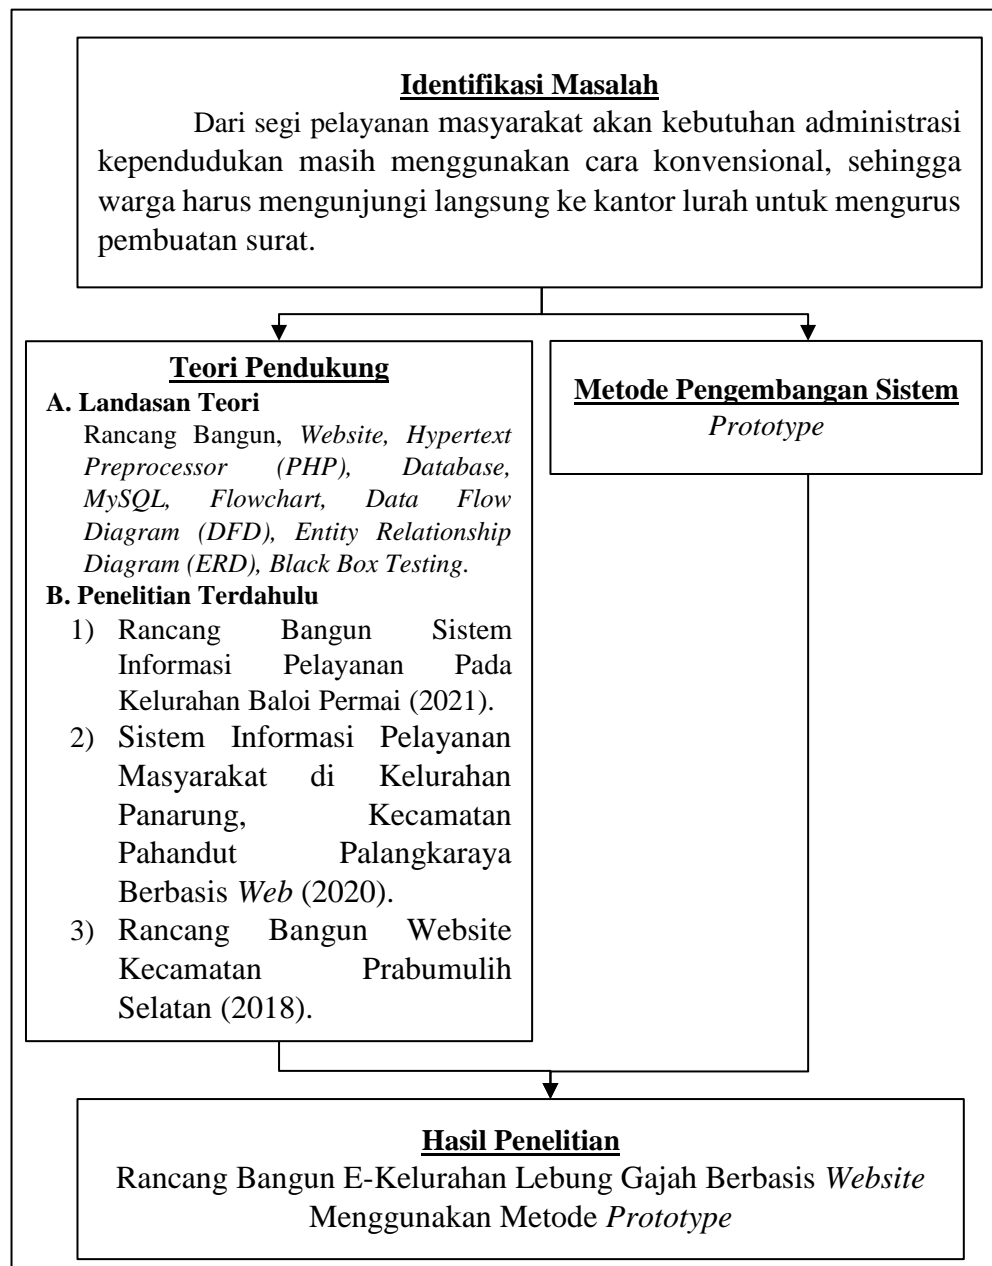 Identifikasi Masalah
Dari segi pelayanan masyarakat akan kebutuhan administrasi
kependudukan masih menggunakan cara konvensional, sehingga
warga harus mengunjungi langsung ke kantor lurah untuk mengurus
pembuatan surat.
Teori Pendukung
A. Landasan Teori
Rancang Bangun, Website, Hypertext
Preprocessor (PHP), Database,
MySQL, Flowchart, Data Flow
Diagram (DFD), Entity Relationship
Diagram (ERD), Black Box Testing.
B. Penelitian Terdahulu
1) Rancang Bangun Sistem
Informasi Pelayanan Pada
Kelurahan Baloi Permai (2021).
2) Sistem Informasi Pelayanan
Masyarakat di Kelurahan
Panarung, Kecamatan
Pahandut Palangkaraya
Berbasis Web (2020).
3) Rancang Bangun Website
Kecamatan Prabumulih
Selatan (2018).
Metode Pengembangan Sistem
Prototype
Hasil Penelitian
Rancang Bangun E-Kelurahan Lebung Gajah Berbasis Website
Menggunakan Metode Prototype